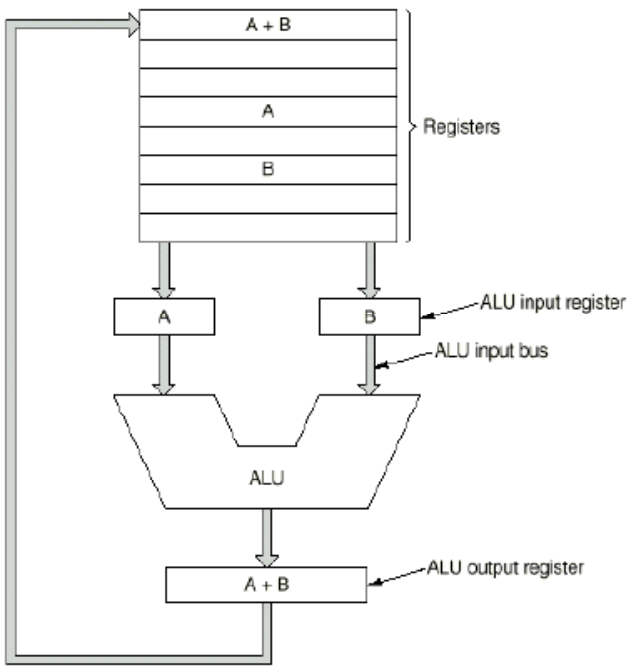 A + B
A
Registers
B
A
B
ALU input register
ALU input bus
ALU
A + B
ALU output register